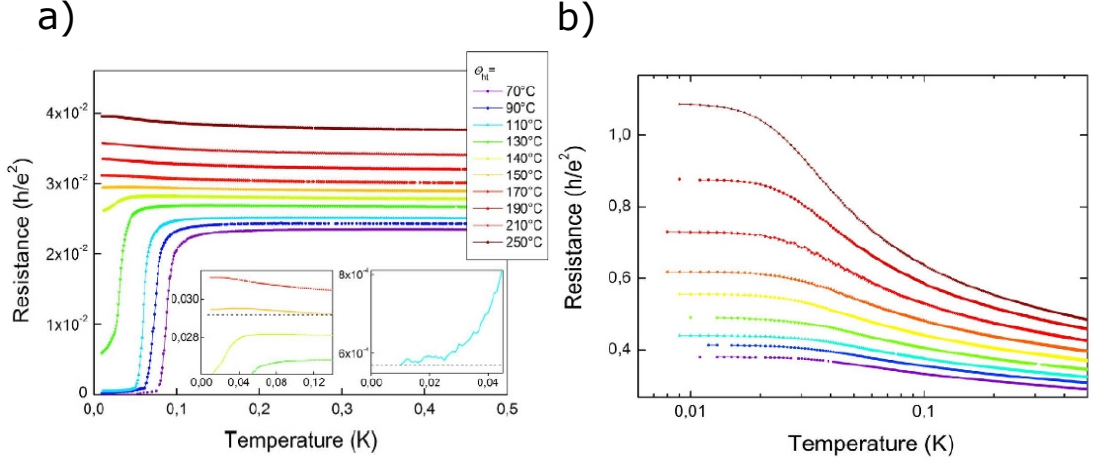 a)
b)
Resistance (h/e²)
4x10⁻²
3x10⁻²
2x10⁻²
1x10⁻²
0
0,0
0,1
0,2
0,3
0,4
0,5
Temperature (K)
Θht=
70°C
90°C
110°C
130°C
140°C
150°C
170°C
190°C
210°C
250°C
0,030
0,028
0,00
0,04
0,08
0,12
8x10⁻⁴
6x10⁻⁴
0,00
0,02
0,04
Resistance (h/e²)
1,0
0,8
0,6
0,4
0,01
0,1
Temperature (K)